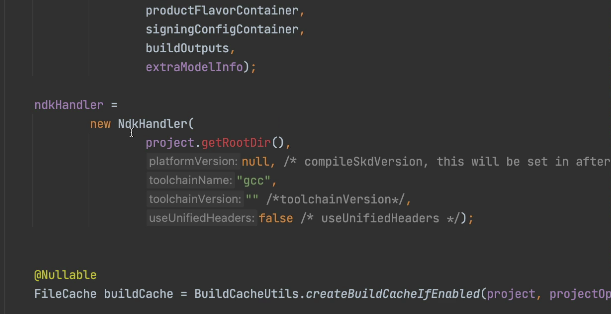 productFlavorContainer,
signingConfigContainer,
buildOutputs,
extraModelInfo);
ndkHandler =
new NdkHandler(
project.getRootDir(),
platformVersion: null, /* compileSkdVersion, this will be set in after
toolchainName: "gcc",
toolchainVersion: "" /*toolchainVersion*/,
useUnifiedHeaders: false /* useUnifiedHeaders */);
@Nullable
FileCache buildCache = BuildCacheUtils.createBuildCacheIfEnabled(project, projectOp